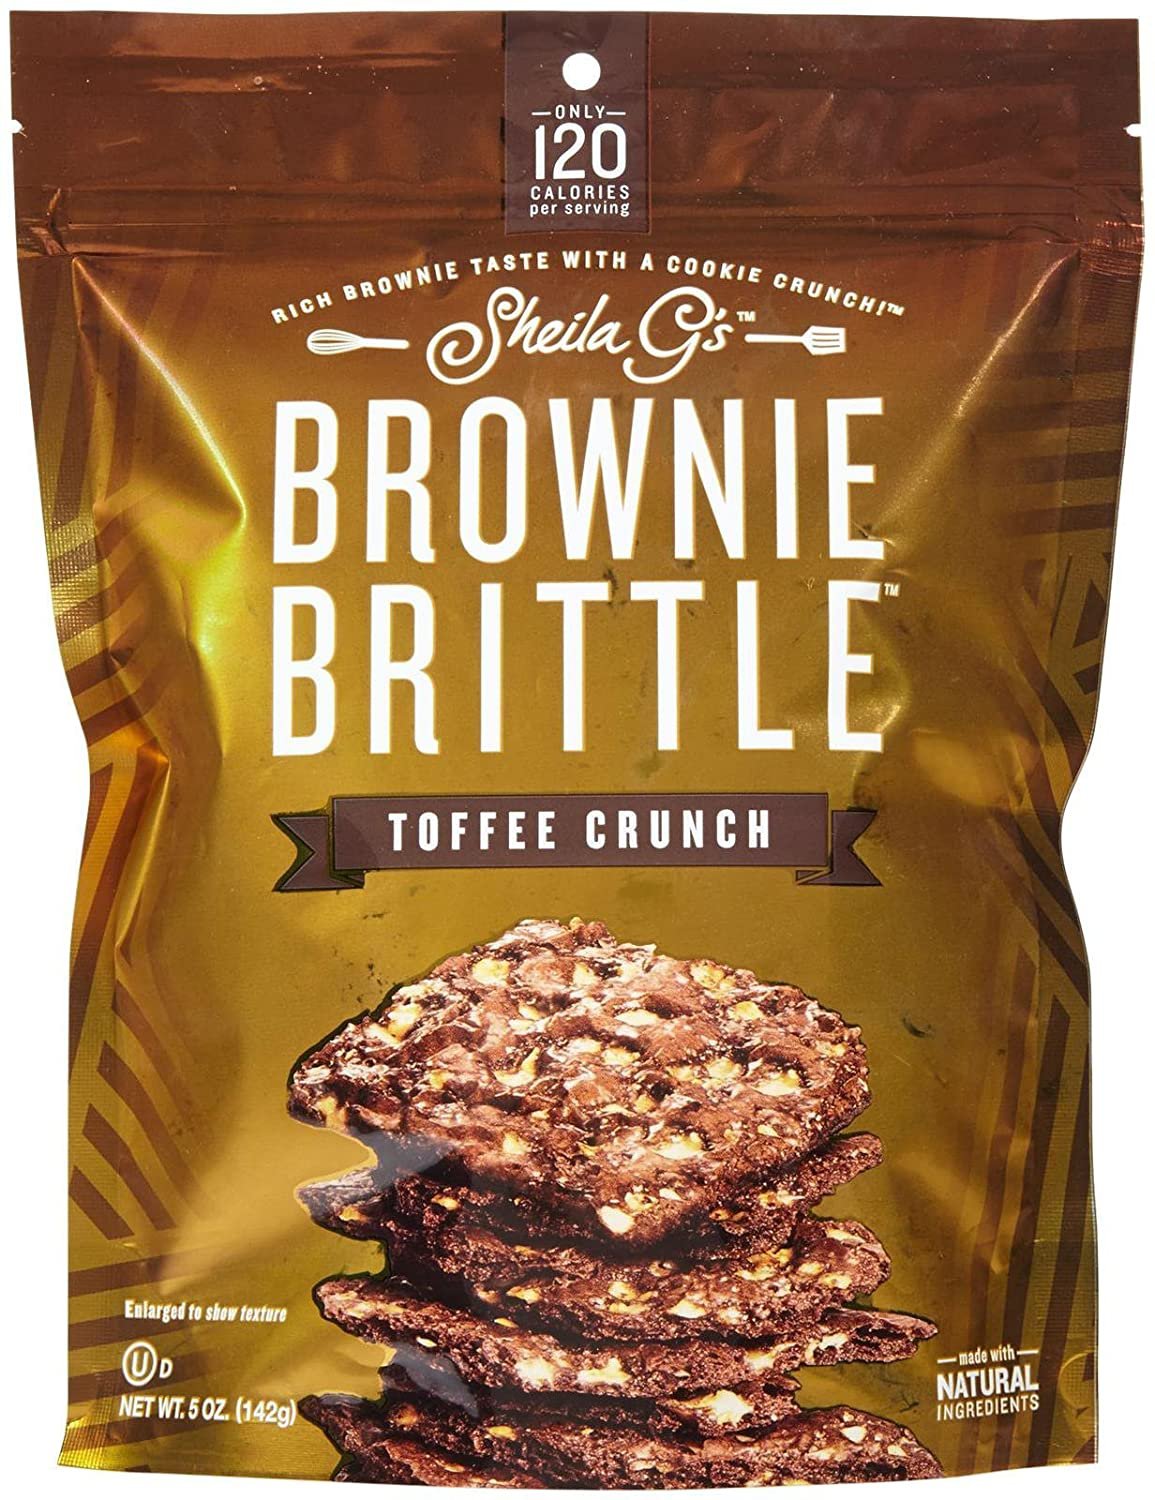 ONLY
120
CALORIES
per serving
RICH BROWNIE TASTE WITH A COOKIE CRUNCH!™
Sheila G's™
BROWNIE
BRITTLE™
TOFFEE CRUNCH
Enlarged to show texture
U D
NET WT. 5 OZ. (142g)
made with
NATURAL
INGREDIENTS